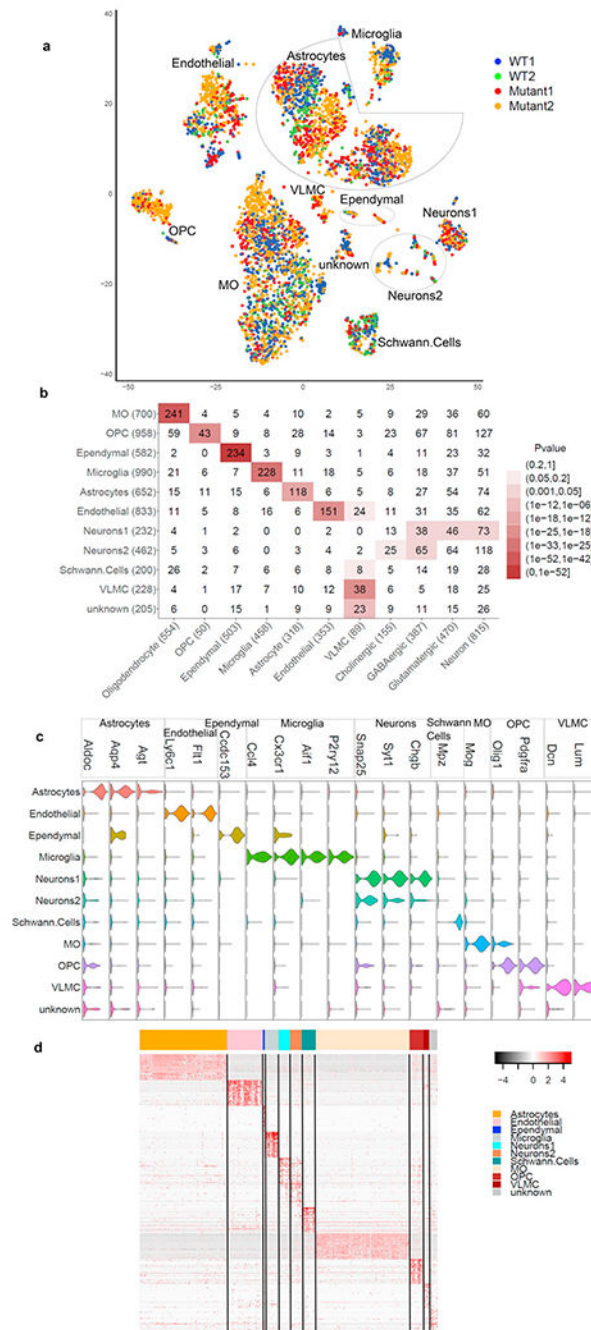 a
Microglia
Astrocytes
Endothelial
WT1
WT2
Mutant1
Mutant2
40
20
0
−20
−40
VLMC
Ependymal
Neurons1
OPC
unknown
MO
Neurons2
Schwann.Cells
−50 −25 0 25 50
b
MO (700) 241 4 5 4 10 2 5 9 29 36 60
OPC (958) 59 43 9 8 28 14 3 23 67 81 127
Ependymal (582) 2 0 234 3 9 3 1 4 11 23 32
Microglia (990) 21 6 7 228 11 5 6 6 18 37 51
Astrocytes (652) 15 11 15 6 118 6 5 8 27 54 74
Endothelial (833) 11 5 8 16 6 151 24 11 31 35 62
Neurons1 (232) 4 1 2 0 0 2 0 13 38 46 73
Neurons2 (462) 5 3 6 0 3 4 2 25 65 64 118
Schwann.Cells (200) 26 2 7 6 6 6 8 5 14 19 28
VLMC (228) 4 1 17 7 10 12 38 6 5 18 25
unknown (205) 6 0 15 1 9 9 23 9 11 15 26
Oligodendrocyte (554)
OPC (50)
Ependymal (503)
Microglia (458)
Astrocyte (318)
Endothelial (353)
VLMC (89)
Cholinergic (155)
GABAergic (387)
Glutamatergic (470)
Neuron (815)
Pvalue
(0.2,1]
(0.05,0.2]
(0.001,0.05]
(1e−12,1e−06]
(1e−18,1e−12]
(1e−25,1e−18]
(1e−33,1e−25]
(1e−52,1e−42]
(0,1e−52]
c
Astrocytes Endothelial Ependymal Microglia Neurons Schwann Cells MO OPC VLMC
Aldoc
Aqp4
Agt
Ly6c1
Flt1
Ccdc153
Ccl4
Cx3cr1
Aif1
P2ry12
Snap25
Syt1
Chgb
Mpz
Mog
Olig1
Pdgfra
Dcn
Lum
Astrocytes
Endothelial
Ependymal
Microglia
Neurons1
Neurons2
Schwann.Cells
MO
OPC
VLMC
unknown
d
−4 −2 0 2 4
Astrocytes
Endothelial
Ependymal
Microglia
Neurons1
Neurons2
Schwann.Cells
MO
OPC
VLMC
unknown